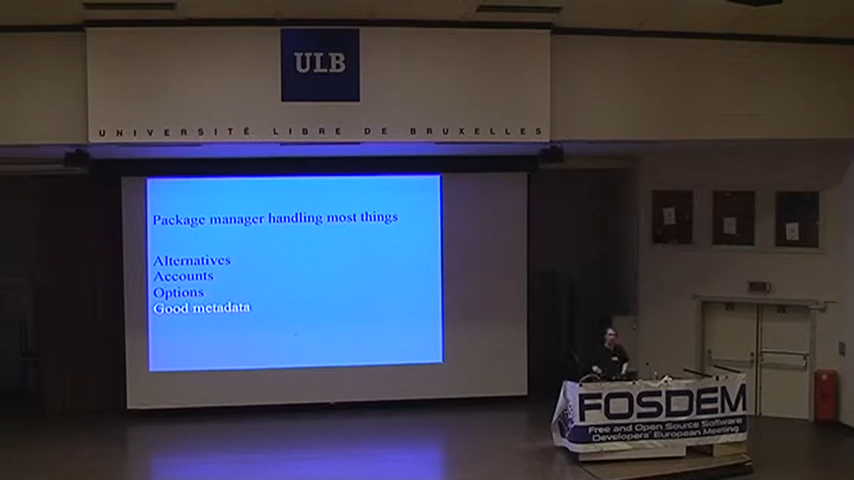 ULB
UNIVERSITÉ LIBRE DE BRUXELLES
Package manager handling most things
Alternatives
Accounts
Options
Good metadata
FOSDEM
Free and Open Source Software
Developers' European Meeting